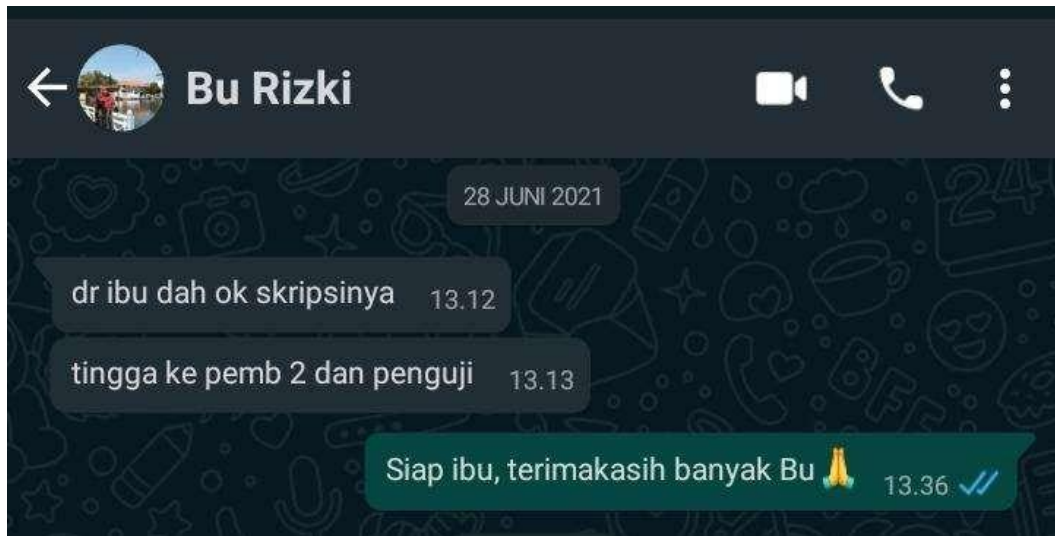 Bu Rizki
28 JUNI 2021
dr ibu dah ok skripsinya 13.12
tingga ke pemb 2 dan penguji 13.13
Siap ibu, terimakasih banyak Bu 🙏 13.36